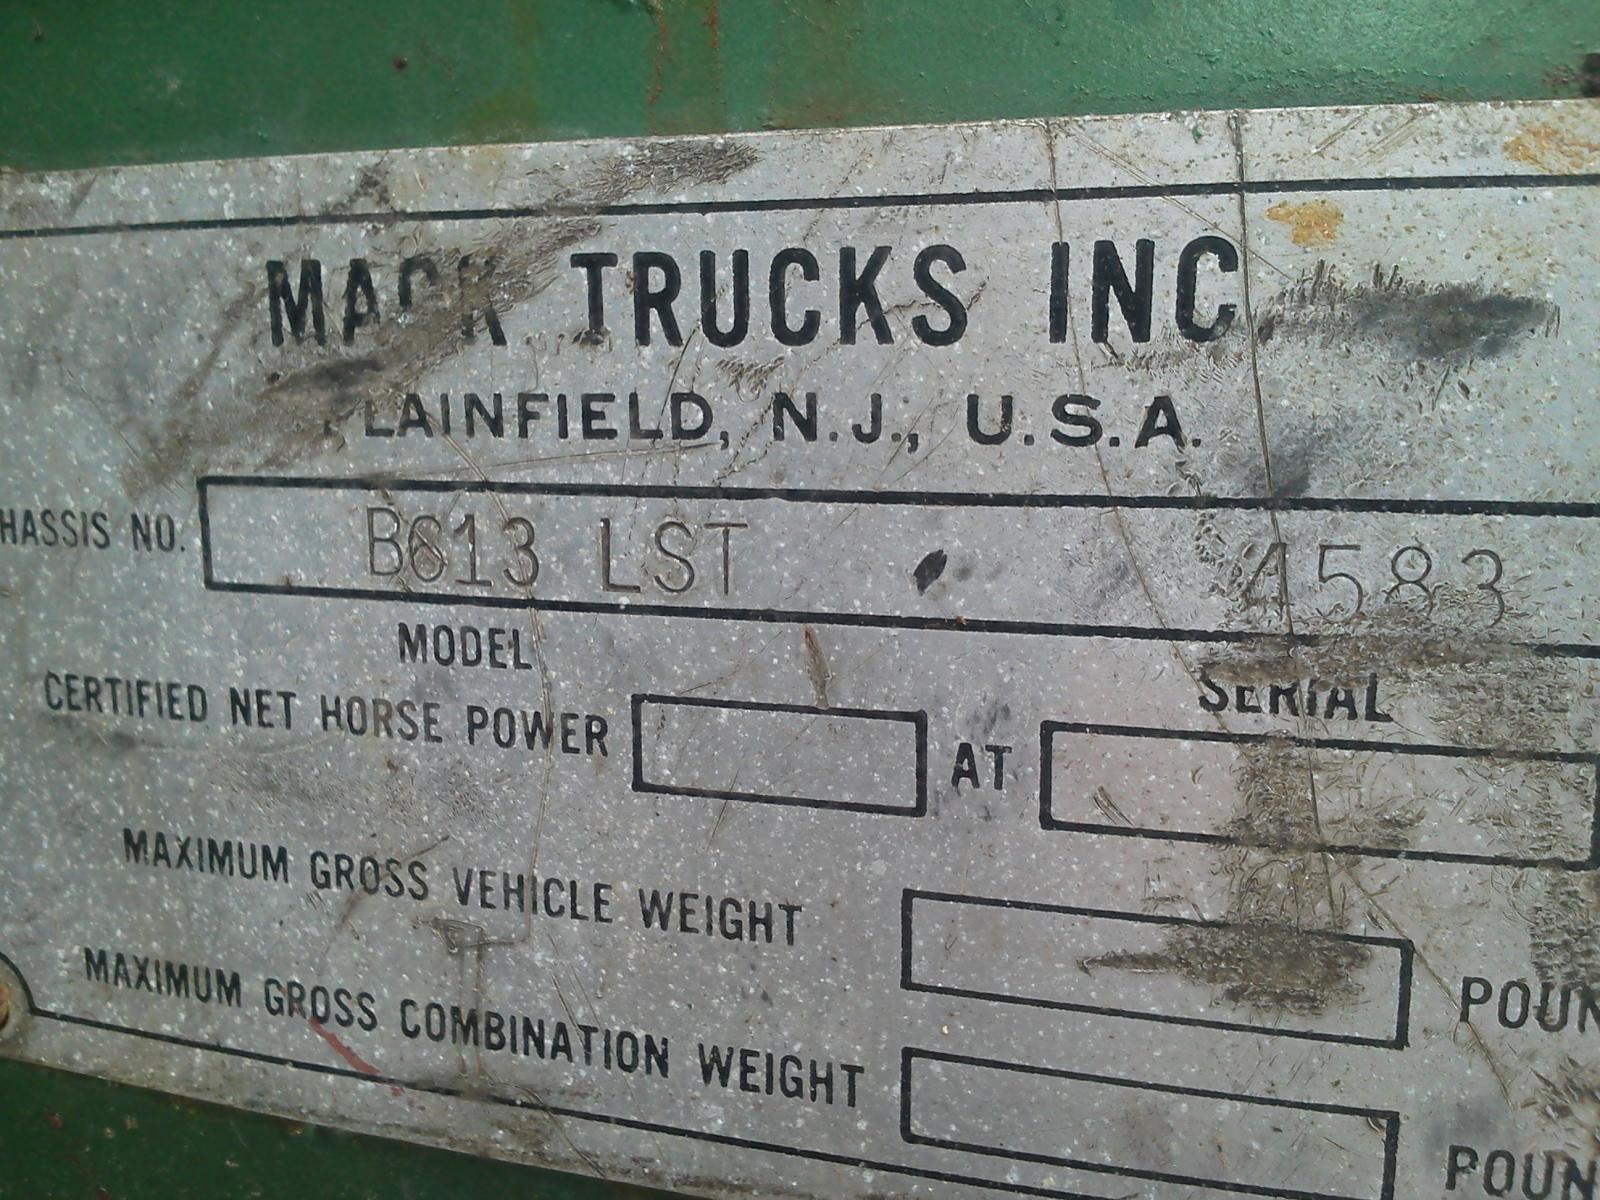 MACK TRUCKS INC
PLAINFIELD, N.J., U.S.A.
HASSIS NO. B613 LST 4583
MODEL SERIAL
CERTIFIED NET HORSE POWER AT
MAXIMUM GROSS VEHICLE WEIGHT POUN
MAXIMUM GROSS COMBINATION WEIGHT POUN